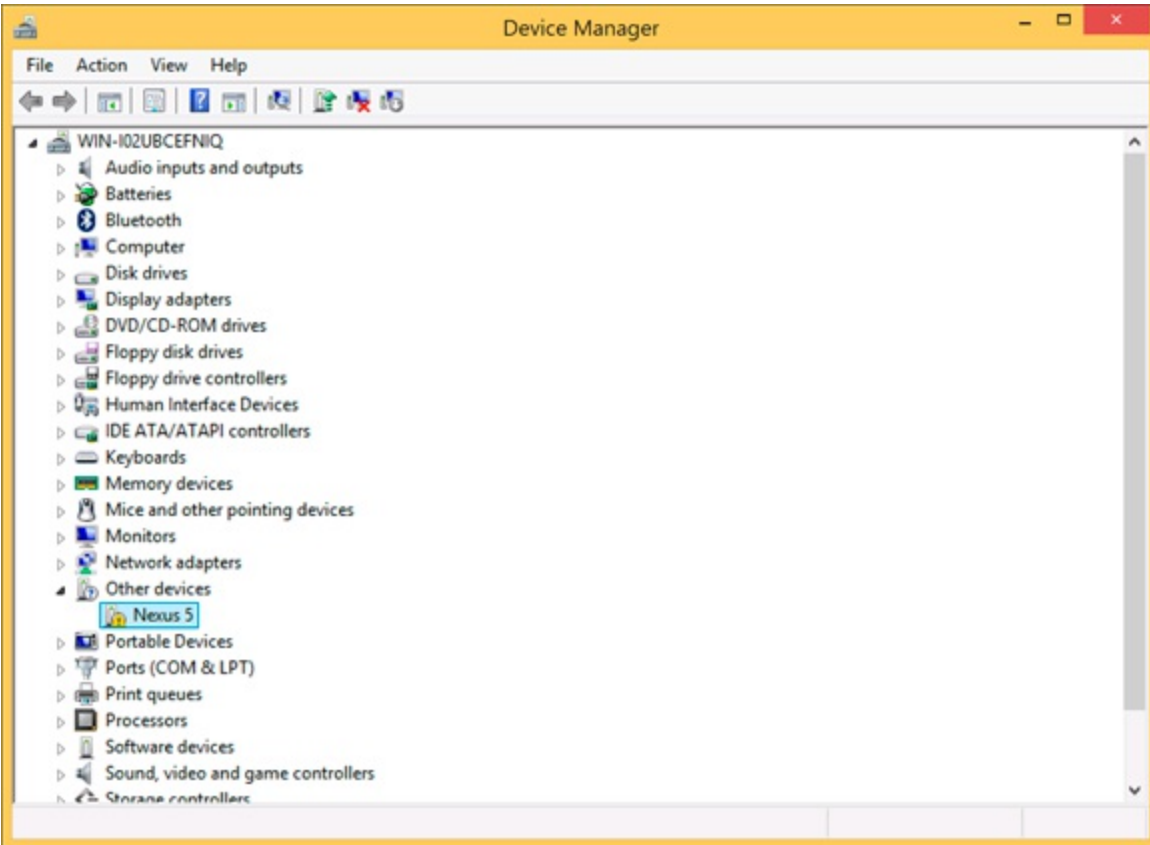 Device Manager
File Action View Help
WIN-I02UBCEFNIQ
Audio inputs and outputs
Batteries
Bluetooth
Computer
Disk drives
Display adapters
DVD/CD-ROM drives
Floppy disk drives
Floppy drive controllers
Human Interface Devices
IDE ATA/ATAPI controllers
Keyboards
Memory devices
Mice and other pointing devices
Monitors
Network adapters
Other devices
Nexus 5
Portable Devices
Ports (COM & LPT)
Print queues
Processors
Software devices
Sound, video and game controllers
Storage controllers